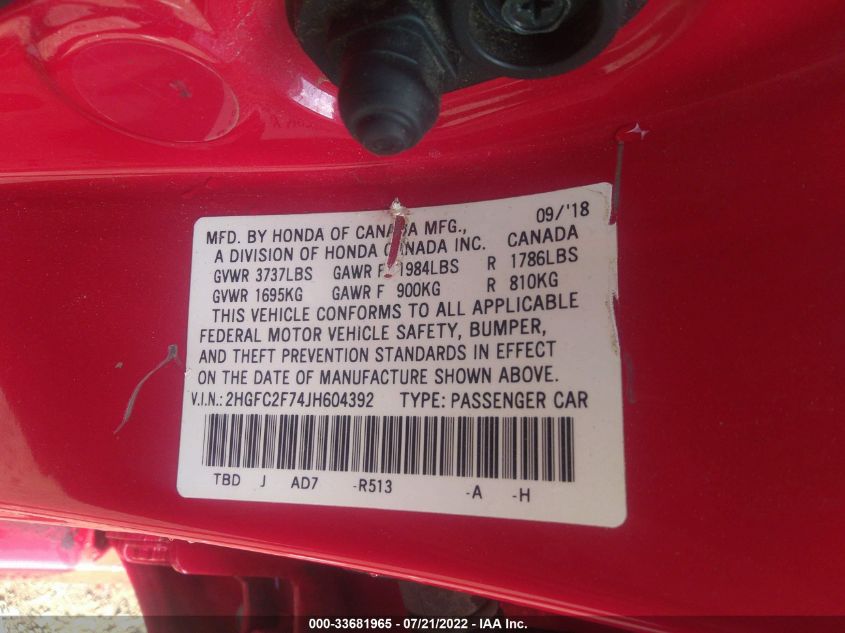 09/'18
MFD. BY HONDA OF CANADA MFG.,
A DIVISION OF HONDA CANADA INC. CANADA
GVWR 3737LBS GAWR F 1984LBS R 1786LBS
GVWR 1695KG GAWR F 900KG R 810KG
THIS VEHICLE CONFORMS TO ALL APPLICABLE
FEDERAL MOTOR VEHICLE SAFETY, BUMPER,
AND THEFT PREVENTION STANDARDS IN EFFECT
ON THE DATE OF MANUFACTURE SHOWN ABOVE.
V.I.N.: 2HGFC2F74JH604392 TYPE: PASSENGER CAR
TBD J AD7 -R513 -A -H
000-33681965 - 07/21/2022 - IAA Inc.